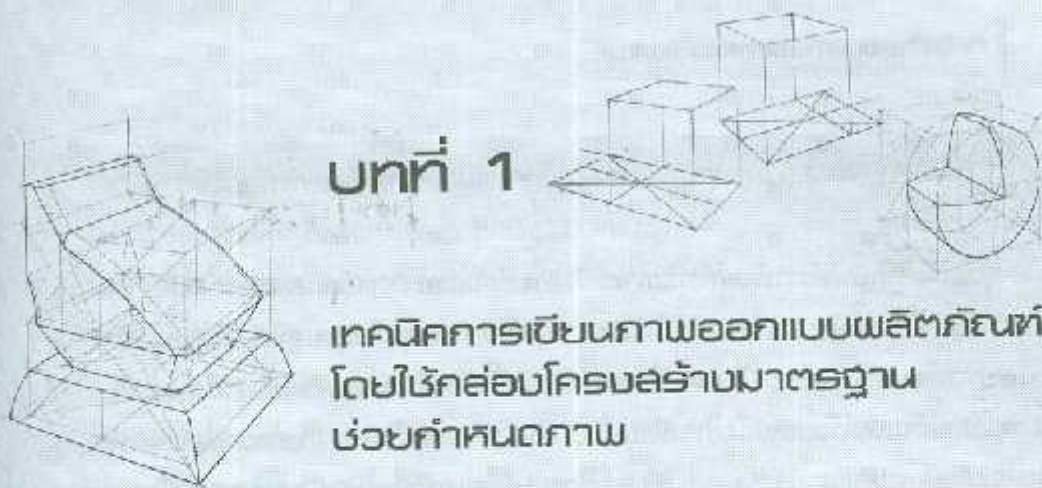 บทที่ 1
เทคนิคการเขียนภาพออกแบบผลิตภัณฑ์
โดยใช้กล่องโครงสร้างมาตรฐาน
ช่วยกำหนดภาพ